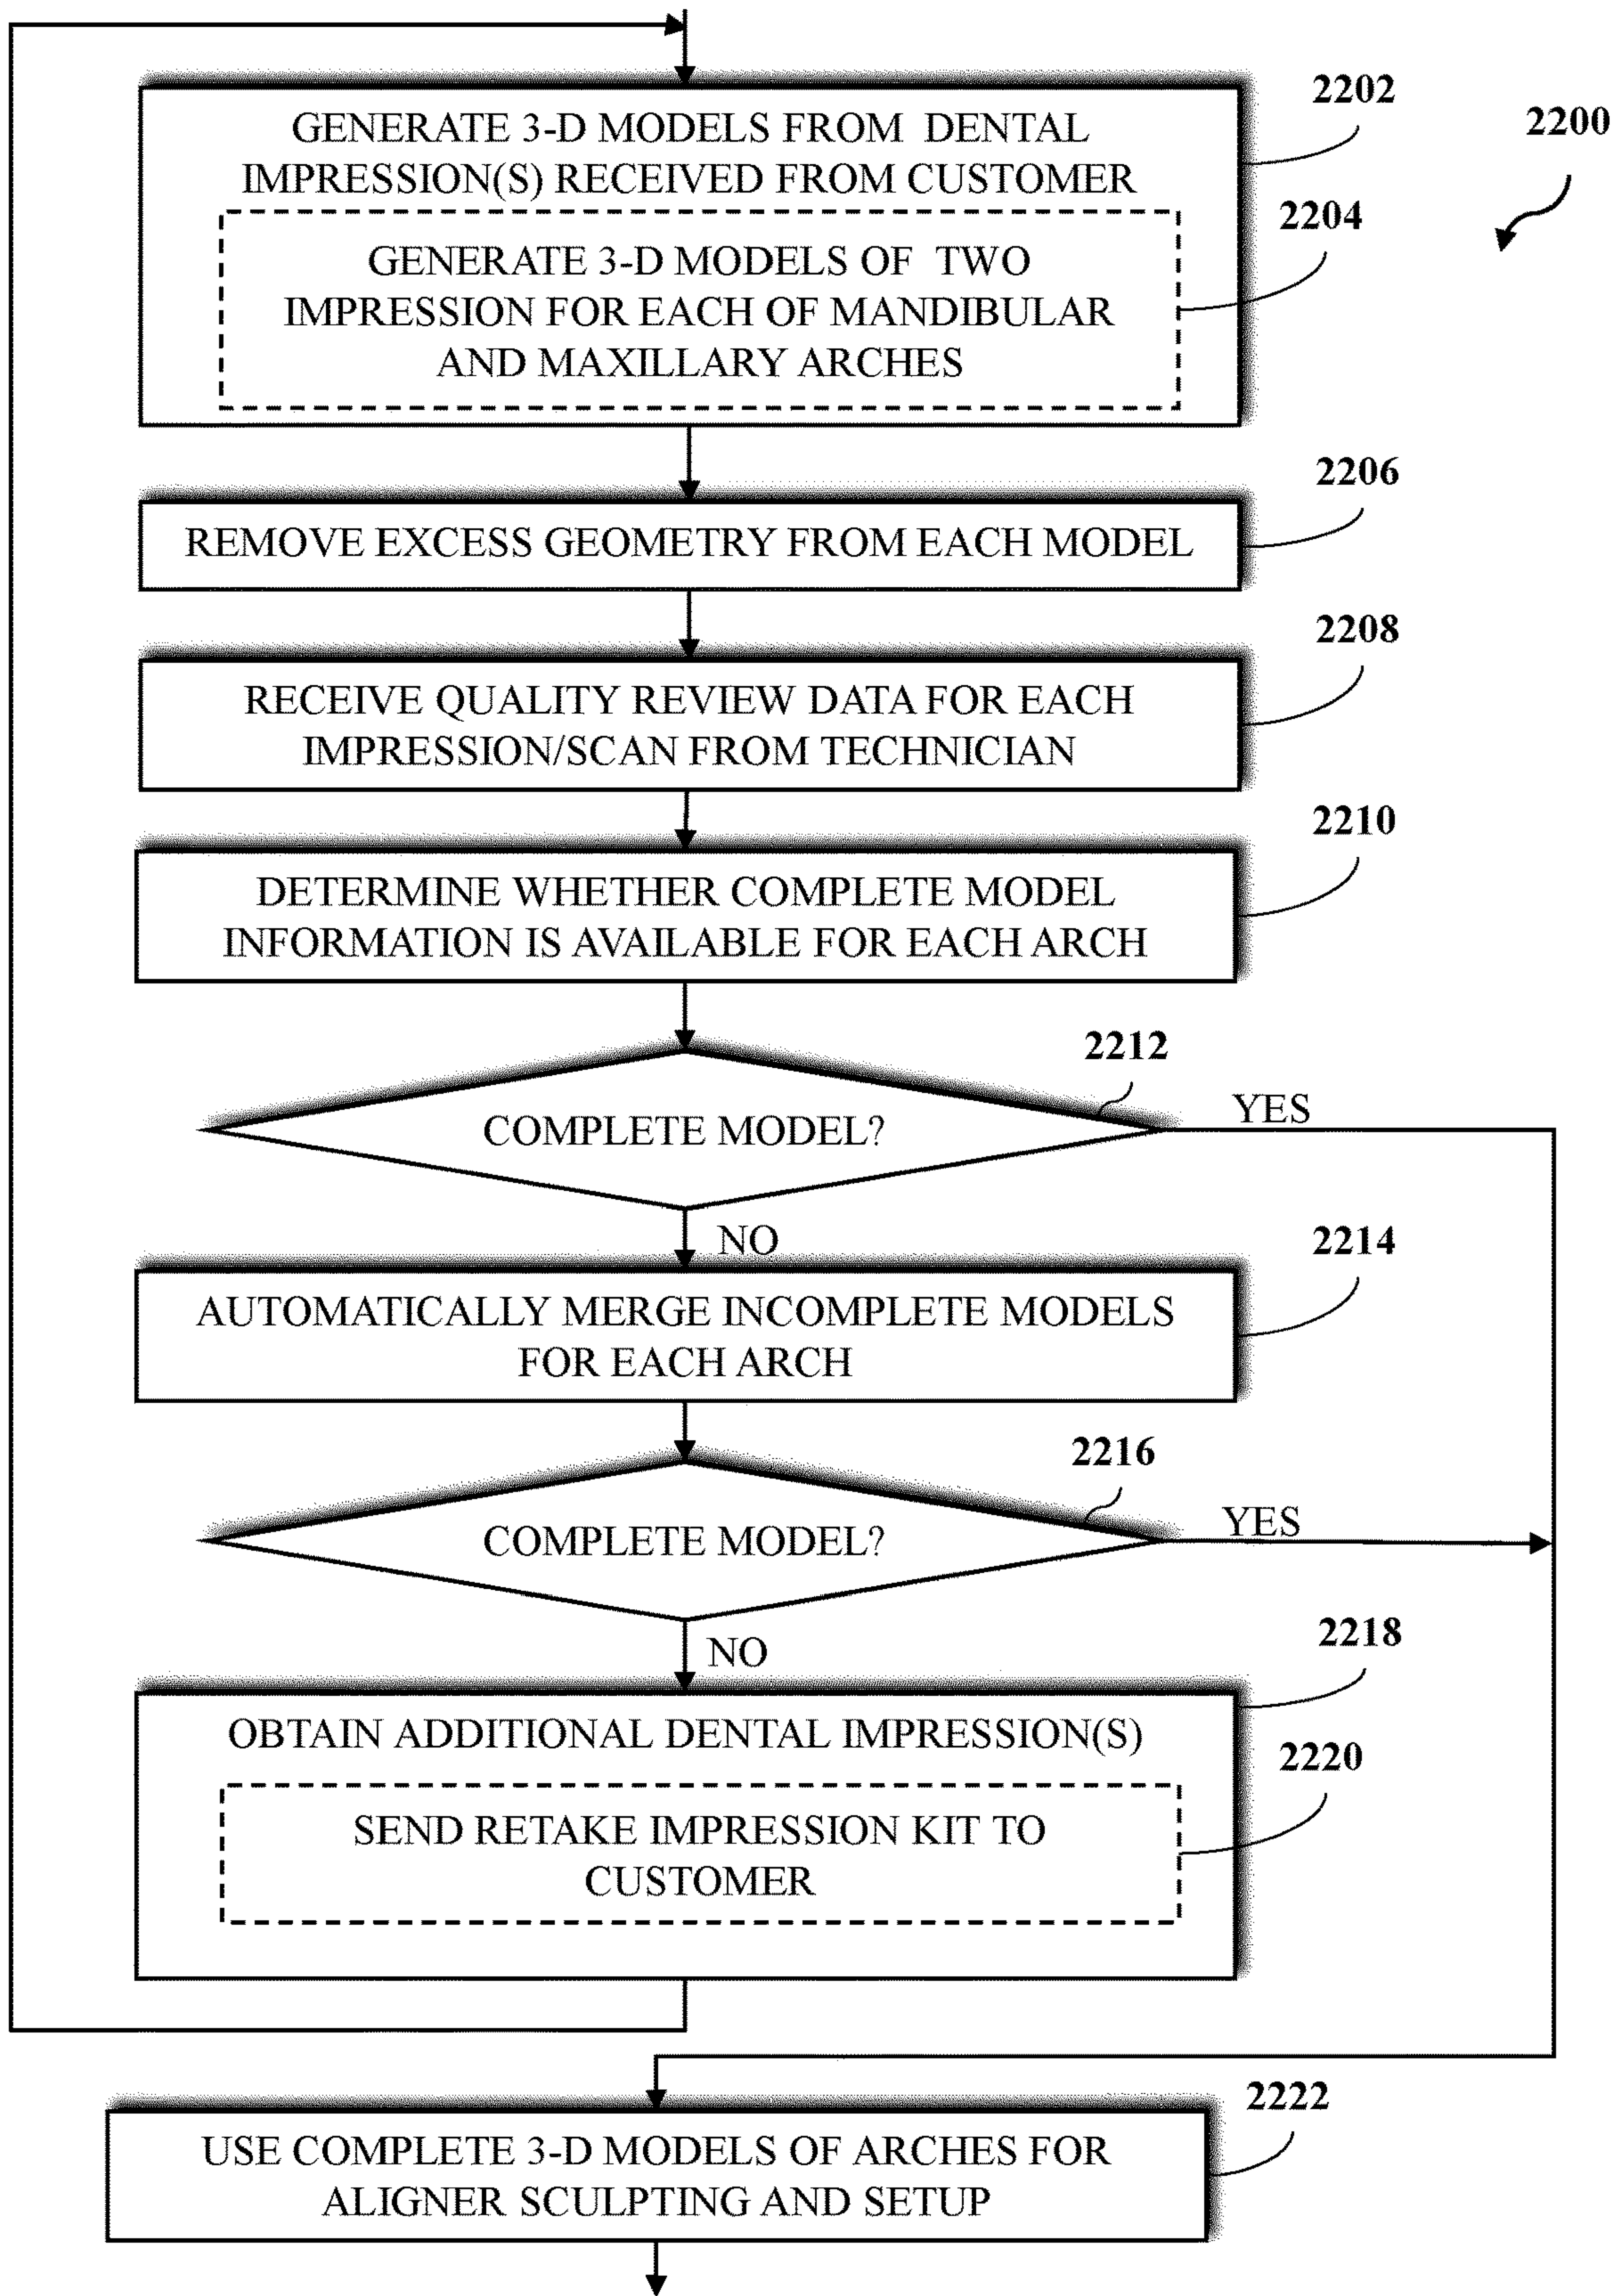 2202
2200
GENERATE 3-D MODELS FROM DENTAL
IMPRESSION(S) RECEIVED FROM CUSTOMER
2204
GENERATE 3-D MODELS OF TWO
IMPRESSION FOR EACH OF MANDIBULAR
AND MAXILLARY ARCHES
2206
REMOVE EXCESS GEOMETRY FROM EACH MODEL
2208
RECEIVE QUALITY REVIEW DATA FOR EACH
IMPRESSION/SCAN FROM TECHNICIAN
2210
DETERMINE WHETHER COMPLETE MODEL
INFORMATION IS AVAILABLE FOR EACH ARCH
2212
YES
COMPLETE MODEL?
NO
2214
AUTOMATICALLY MERGE INCOMPLETE MODELS
FOR EACH ARCH
2216
YES
COMPLETE MODEL?
NO
2218
OBTAIN ADDITIONAL DENTAL IMPRESSION(S)
2220
SEND RETAKE IMPRESSION KIT TO
CUSTOMER
2222
USE COMPLETE 3-D MODELS OF ARCHES FOR
ALIGNER SCULPTING AND SETUP